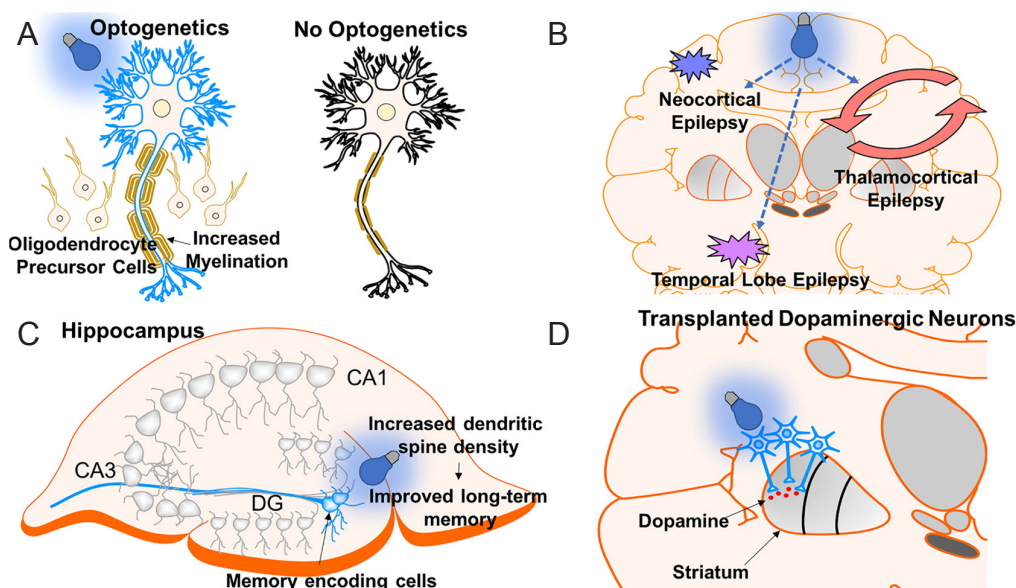 A
Optogenetics
No Optogenetics
Oligodendrocyte
Precursor Cells
Increased
Myelination
B
Neocortical
Epilepsy
Thalamocortical
Epilepsy
Temporal Lobe Epilepsy
C
Hippocampus
CA1
CA3
DG
Increased dendritic
spine density
Improved long-term
memory
Memory encoding cells
D
Transplanted Dopaminergic Neurons
Dopamine
Striatum